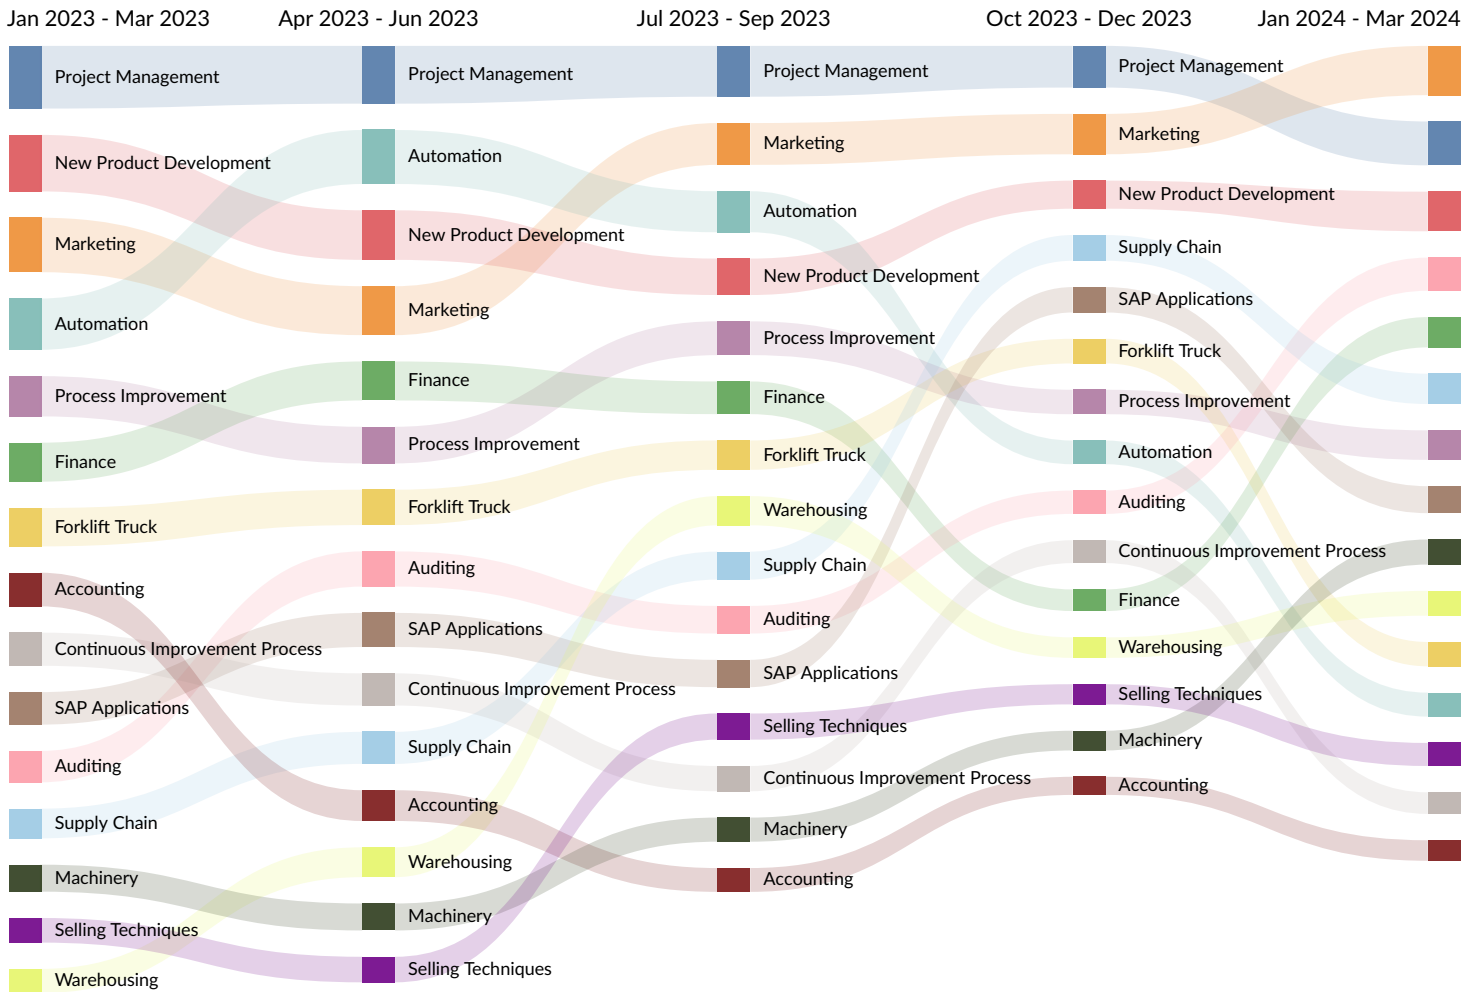 Jan 2023 - Mar 2023
Apr 2023 - Jun 2023
Jul 2023 - Sep 2023
Oct 2023 - Dec 2023
Jan 2024 - Mar 2024
Project Management
New Product Development
Marketing
Automation
Process Improvement
Finance
Forklift Truck
Accounting
Continuous Improvement Process
SAP Applications
Auditing
Supply Chain
Machinery
Selling Techniques
Warehousing
Project Management
Automation
New Product Development
Marketing
Finance
Process Improvement
Forklift Truck
Auditing
SAP Applications
Continuous Improvement Process
Supply Chain
Accounting
Warehousing
Machinery
Selling Techniques
Project Management
Marketing
Automation
New Product Development
Process Improvement
Finance
Forklift Truck
Warehousing
Supply Chain
Auditing
SAP Applications
Selling Techniques
Continuous Improvement Process
Machinery
Accounting
Project Management
Marketing
New Product Development
Supply Chain
SAP Applications
Forklift Truck
Process Improvement
Automation
Auditing
Continuous Improvement Process
Finance
Warehousing
Selling Techniques
Machinery
Accounting